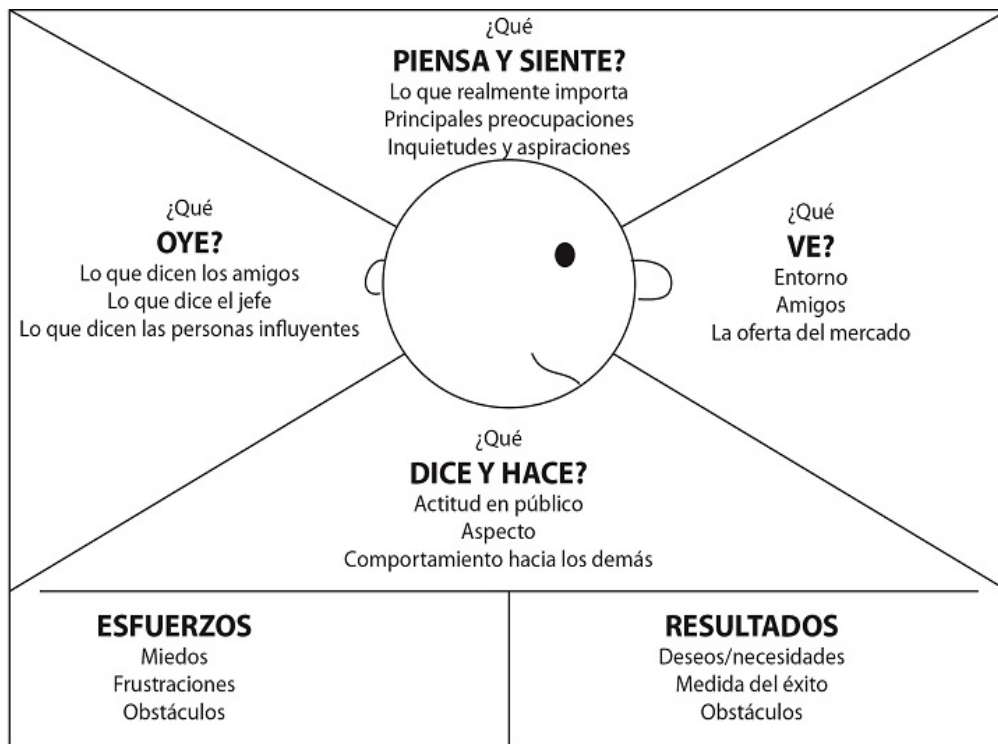 ¿Qué
PIENSA Y SIENTE?
Lo que realmente importa
Principales preocupaciones
Inquietudes y aspiraciones
¿Qué
OYE?
Lo que dicen los amigos
Lo que dice el jefe
Lo que dicen las personas influyentes
¿Qué
VE?
Entorno
Amigos
La oferta del mercado
¿Qué
DICE Y HACE?
Actitud en público
Aspecto
Comportamiento hacia los demás
ESFUERZOS
Miedos
Frustraciones
Obstáculos
RESULTADOS
Deseos/necesidades
Medida del éxito
Obstáculos